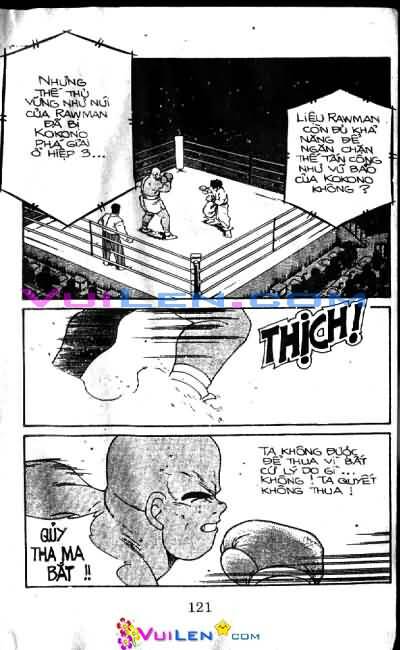 NHƯNG
THẾ THỦ
VỮNG NHƯ NÚI
CỦA RAWMAN
ĐÃ BỊ
KOKONO
PHÁ GIẢI
Ở HIỆP 3...
LIỆU RAWMAN
CÒN ĐỦ KHẢ
NĂNG ĐỂ
NGĂN CHẶN
THẾ TẤN CÔNG
NHƯ VŨ BÃO
CỦA KOKONO
KHÔNG?
VUILEN.COM
THỊCH!
TA KHÔNG ĐƯỢC
ĐỂ THUA VÌ BẤT
CỨ LÝ DO GÌ...
KHÔNG! TA QUYẾT
KHÔNG THUA!
QỦY
THA MA
BẮT!!
121
VUILEN.COM